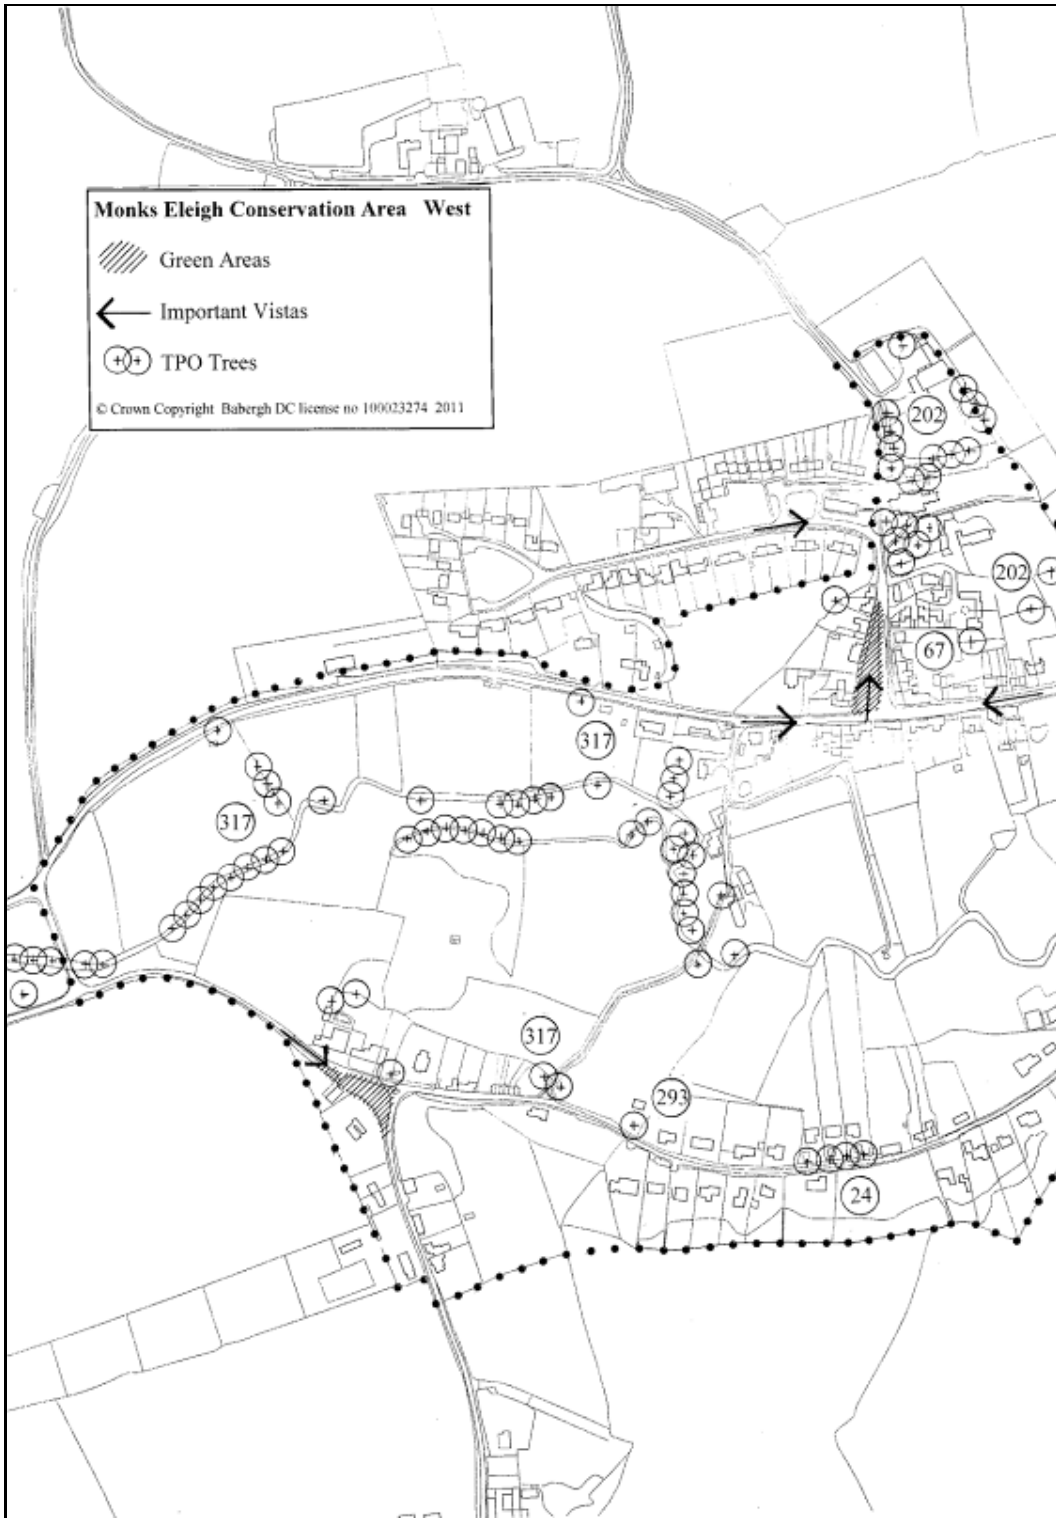 Monks Eleigh Conservation Area West
Green Areas
Important Vistas
TPO Trees
© Crown Copyright Babergh DC license no 100023274 2011
202
202
67
317
317
317
293
24